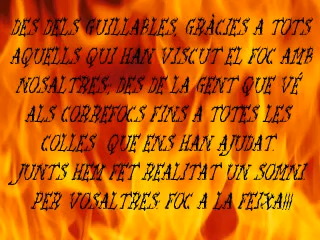 DES DELS GUILLABLES, GRÀCIES A TOTS
AQUELLS QUI HAN VISCUT EL FOC AMB
NOSALTRES; DES DE LA GENT QUE VÉ
ALS CORREFOCS FINS A TOTES LES
COLLES QUE ENS HAN AJUDAT.
JUNTS HEM FET REALITAT UN SOMNI
PER VOSALTRES: FOC A LA FEIXA!!!